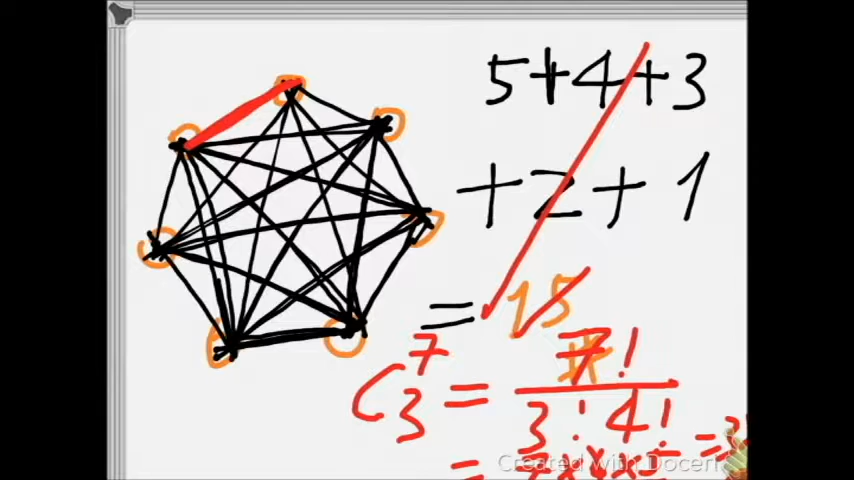 5+4+3
+2+1
= 15
C 7 3 = 7! / 3! 4!
=
Created with Doceri